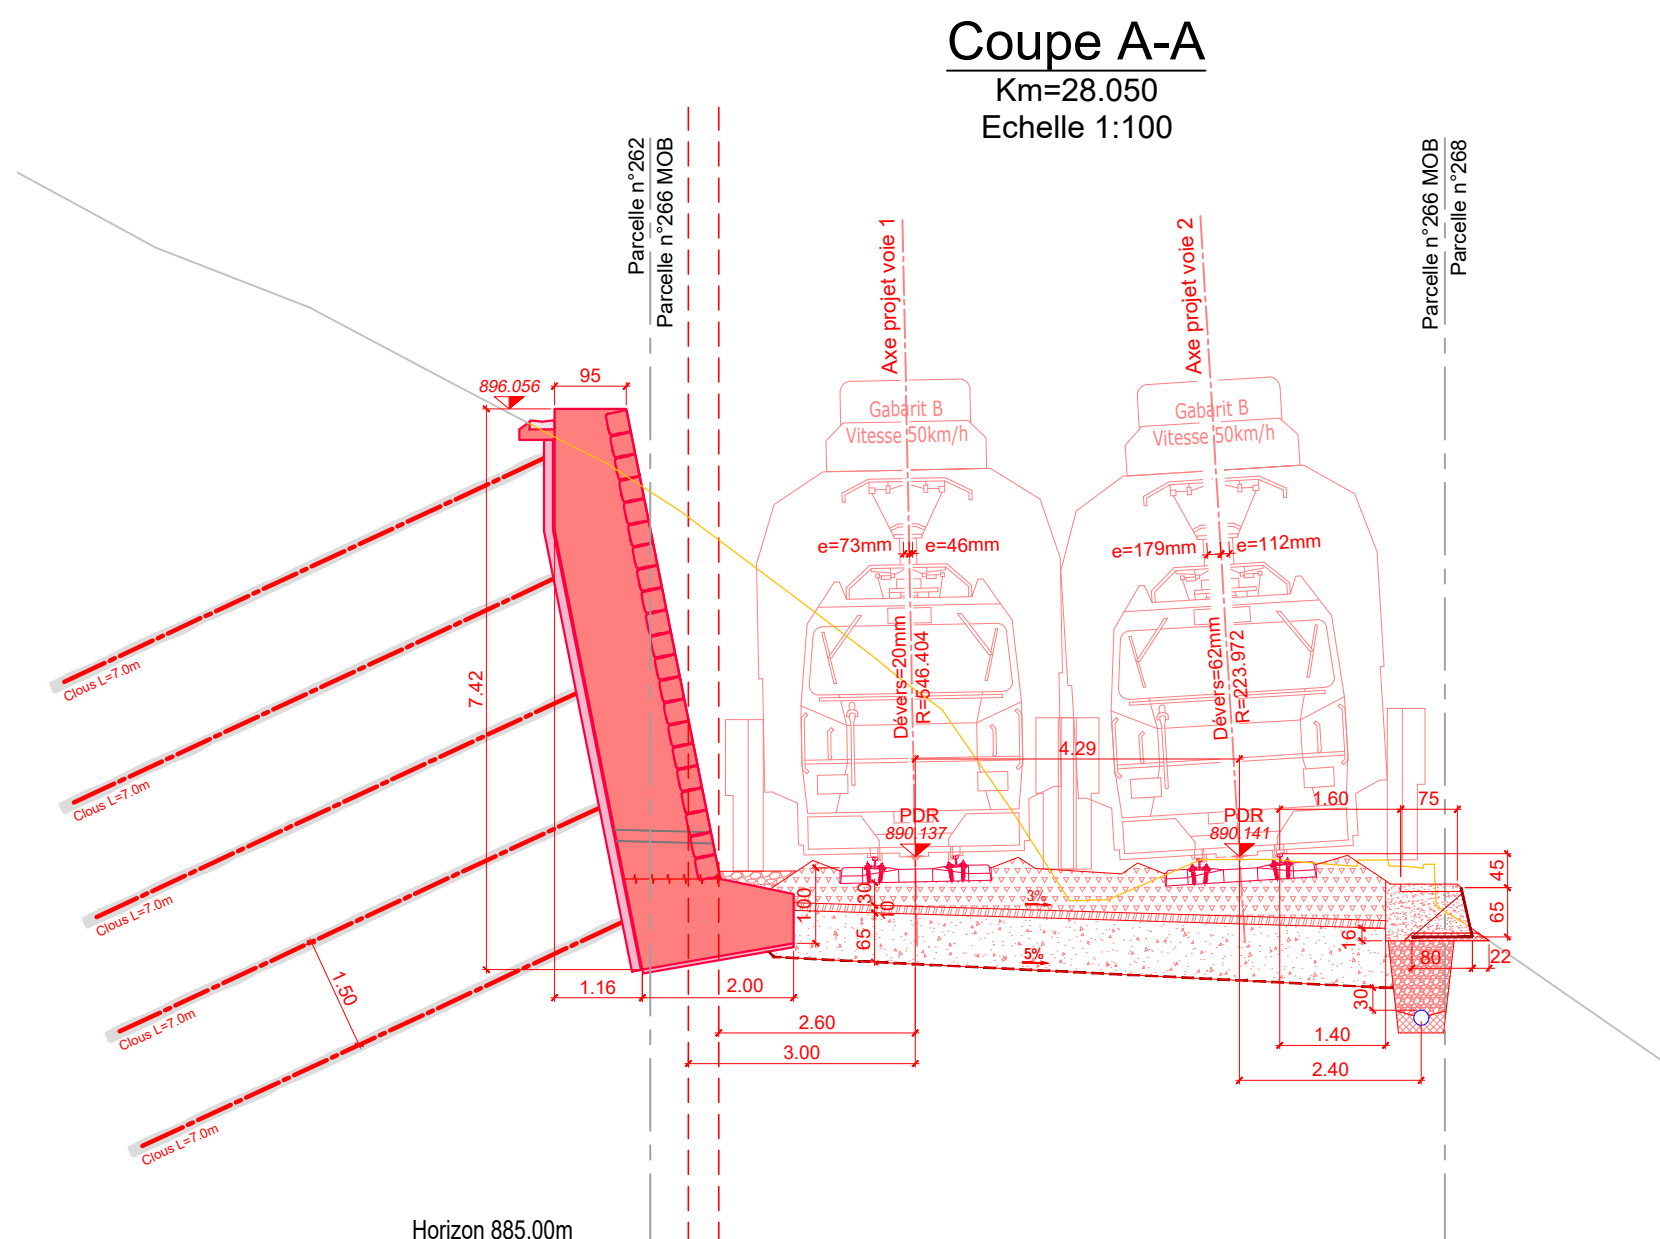 Coupe A-A
Km=28.050
Echelle 1:100
Parcelle n°262
Parcelle n°266 MOB
Parcelle n°266 MOB
Parcelle n°268
Axe projet voie 1
Axe projet voie 2
896.056
95
Gabarit B
Vitesse 50km/h
Gabarit B
Vitesse 50km/h
e=73mm
e=46mm
e=179mm
e=112mm
Dévers=20mm
R=546.404
Dévers=62mm
R=223.972
Clous L=7.0m
Clous L=7.0m
Clous L=7.0m
Clous L=7.0m
Clous L=7.0m
7.42
1.50
4.29
PDR
890.137
PDR
890.141
1.60
75
45
65
1.00
30
10
65
3%
5%
16
80
22
30
1.16
2.00
2.60
3.00
1.40
2.40
Horizon 885.00m